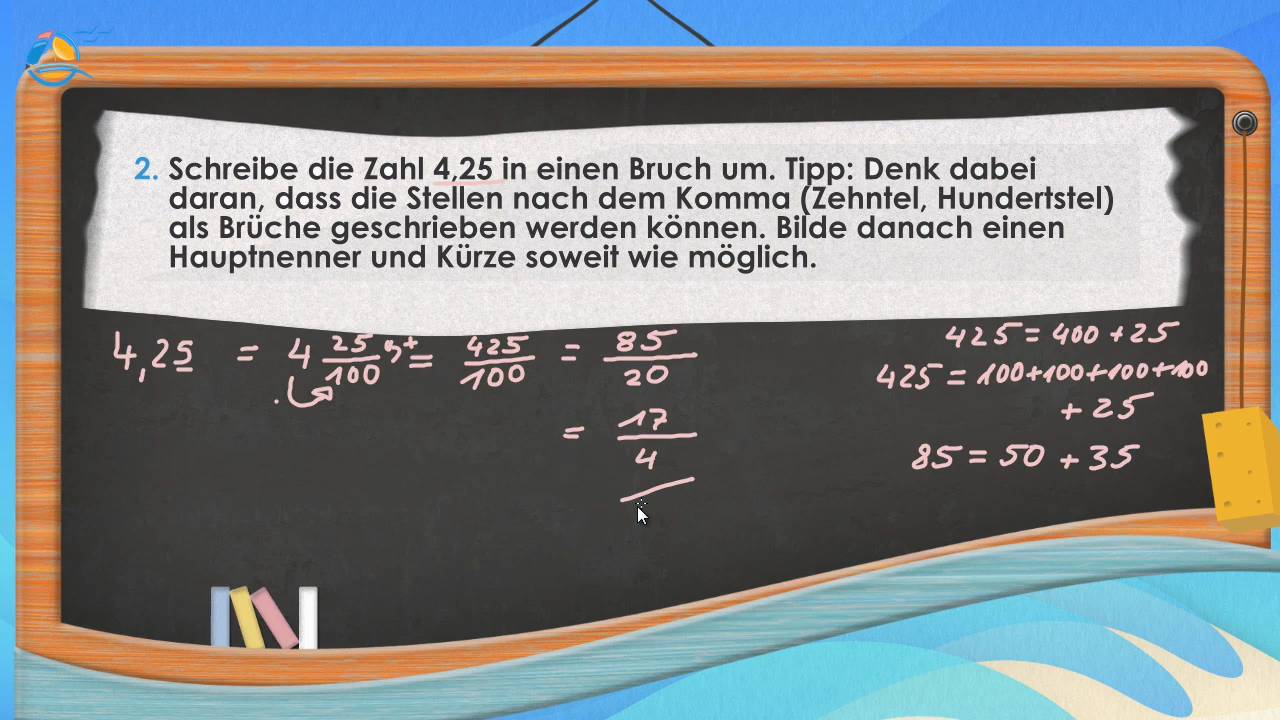 2. Schreibe die Zahl 4,25 in einen Bruch um. Tipp: Denk dabei
daran, dass die Stellen nach dem Komma (Zehntel, Hundertstel)
als Brüche geschrieben werden können. Bilde danach einen
Hauptnenner und Kürze soweit wie möglich.
4,25 = 4 25/100 = 425/100 = 85/20
= 17/4
425 = 400 + 25
425 = 100+100+100+100
+ 25
85 = 50 + 35